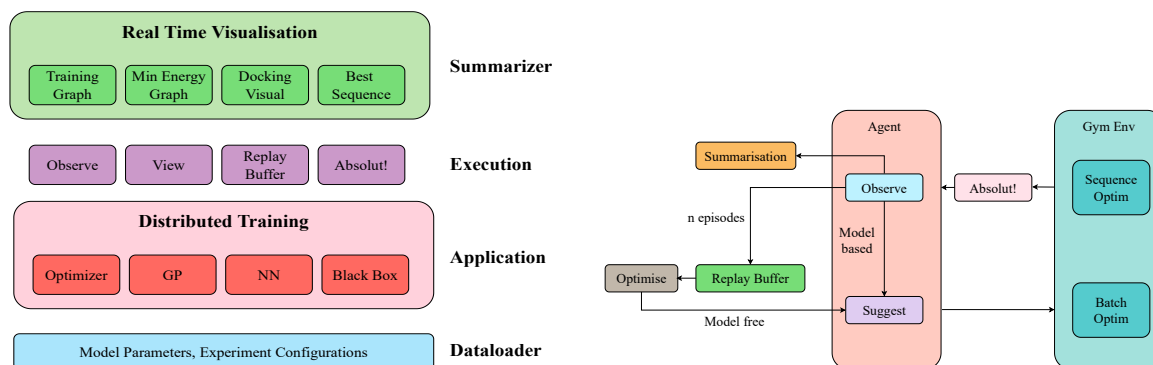 Real Time Visualisation
Training
Graph
Min Energy
Graph
Docking
Visual
Best
Sequence
Summarizer
Observe
View
Replay
Buffer
Absolut!
Execution
Distributed Training
Optimizer
GP
NN
Black Box
Application
Model Parameters, Experiment Configurations
Dataloader
Agent
Gym Env
Summarisation
Observe
Absolut!
Sequence
Optim
n episodes
Model
based
Optimise
Replay Buffer
Model free
Suggest
Batch
Optim